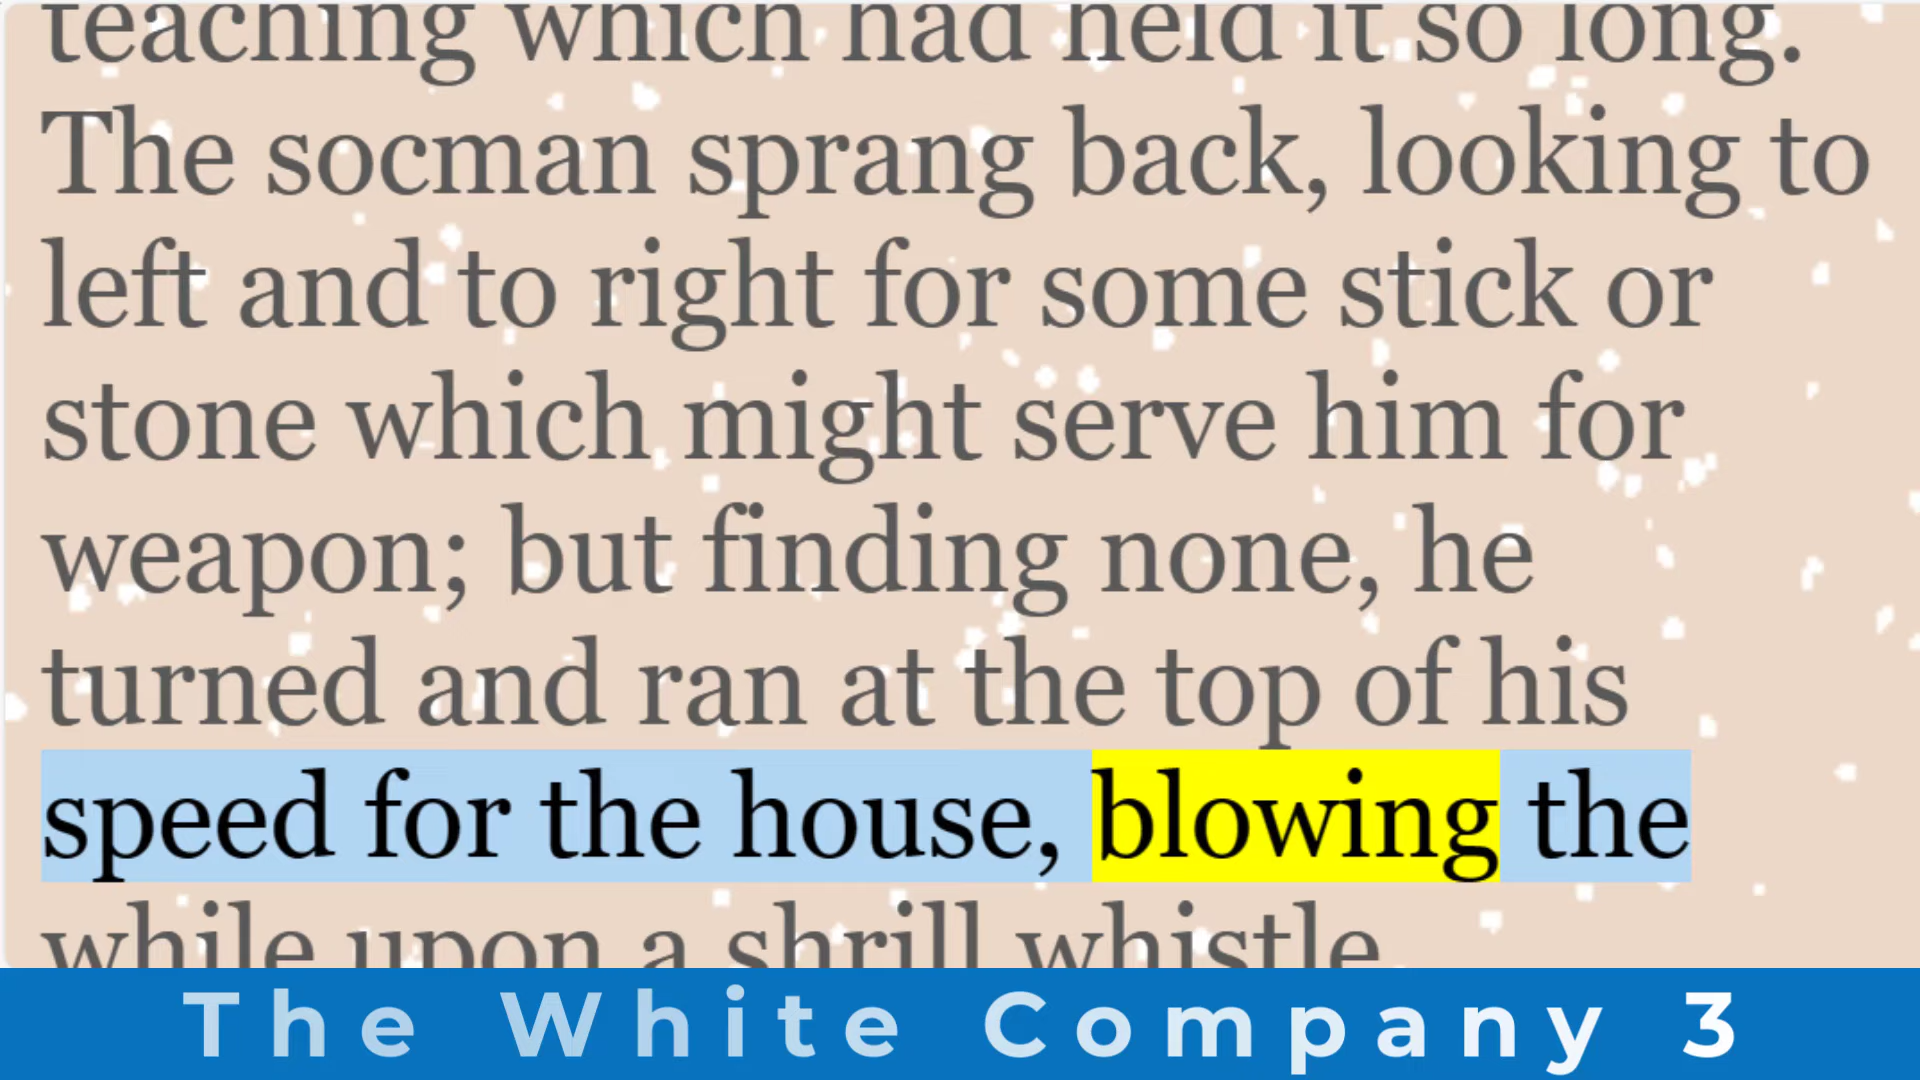 teaching which had held it so long.
The socman sprang back, looking to
left and to right for some stick or
stone which might serve him for
weapon; but finding none, he
turned and ran at the top of his
speed for the house, blowing the
while upon a shrill whistle.
The White Company 3